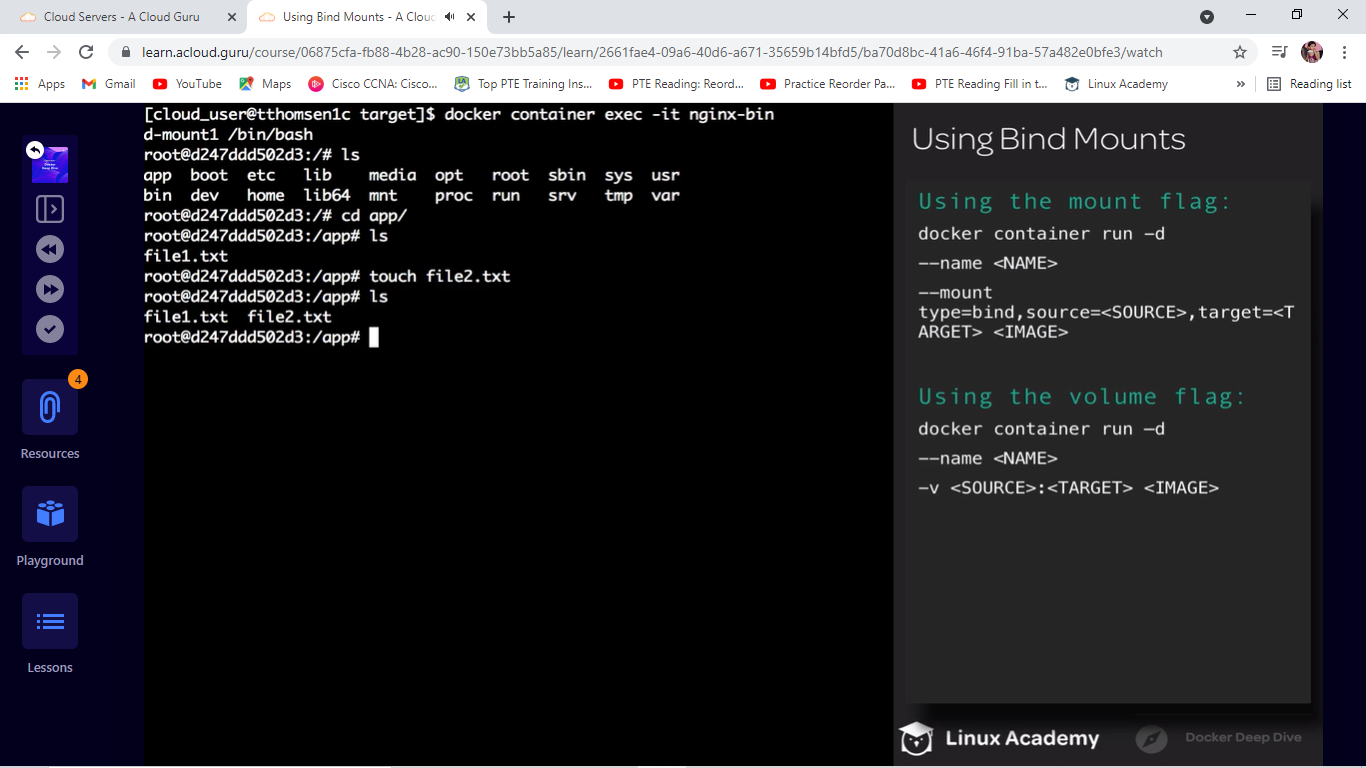 Cloud Servers - A Cloud Guru
Using Bind Mounts - A Clou
learn.acloud.guru/course/06875cfa-fb88-4b28-ac90-150e73bb5a85/learn/2661fae4-09a6-40d6-a671-35659b14bfd5/ba70d8bc-41a6-46f4-91ba-57a482e0bfe3/watch
Apps Gmail YouTube Maps Cisco CCNA: Cisco... Top PTE Training Ins... PTE Reading: Reord... Practice Reorder Pa... PTE Reading Fill in t... Linux Academy » Reading list
[cloud_user@tthomsen1c target]$ docker container exec -it nginx-bin
d-mount1 /bin/bash
root@d247ddd502d3:/# ls
app boot etc lib media opt root sbin sys usr
bin dev home lib64 mnt proc run srv tmp var
root@d247ddd502d3:/# cd app/
root@d247ddd502d3:/app# ls
file1.txt
root@d247ddd502d3:/app# touch file2.txt
root@d247ddd502d3:/app# ls
file1.txt file2.txt
root@d247ddd502d3:/app#
4
Resources
Playground
Lessons
Using Bind Mounts
Using the mount flag:
docker container run –d
--name <NAME>
--mount
type=bind,source=<SOURCE>,target=<T
ARGET> <IMAGE>
Using the volume flag:
docker container run –d
--name <NAME>
-v <SOURCE>:<TARGET> <IMAGE>
Linux Academy
Docker Deep Dive